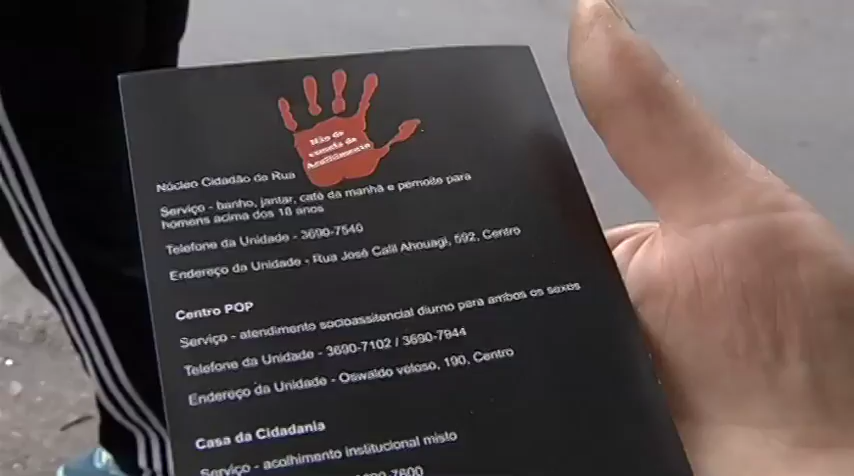 Não dê
esmola dê
Acolhimento
Núcleo Cidadão de Rua
Serviço - banho, jantar, café da manhã e pernoite para
homens acima dos 18 anos
Telefone da Unidade - 3690-7540
Endereço da Unidade - Rua José Calil Ahouagi, 592, Centro
Centro POP
Serviço - atendimento socioassitencial diurno para ambos os sexos
Telefone da Unidade - 3690-7102 / 3690-7944
Endereço da Unidade - Oswaldo veloso, 190, Centro
Casa da Cidadania
Serviço - acolhimento institucional misto
3690-7600